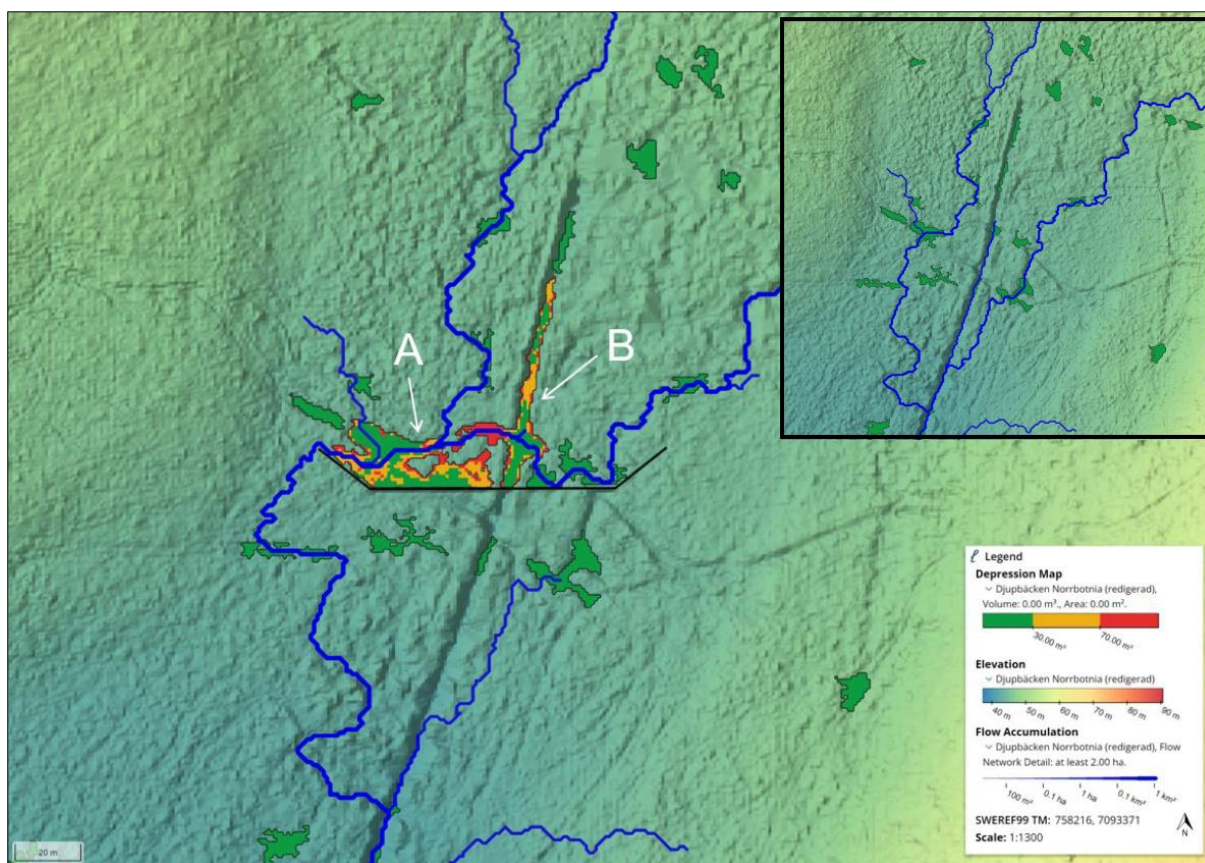 A
B
Legend
Depression Map
Djupbäcken Norrbotnia (redigerad),
Volume: 0.00 m³., Area: 0.00 m².
30.00 m³
70.00 m³
Elevation
Djupbäcken Norrbotnia (redigerad)
40 m
50 m
60 m
70 m
80 m
90 m
Flow Accumulation
Djupbäcken Norrbotnia (redigerad), Flow
Network Detail: at least 2.00 ha.
100 m²
0.1 ha
1 ha
0.1 km²
1 km²
SWEREF99 TM: 758216, 7093371
Scale: 1:1300
N
20 m